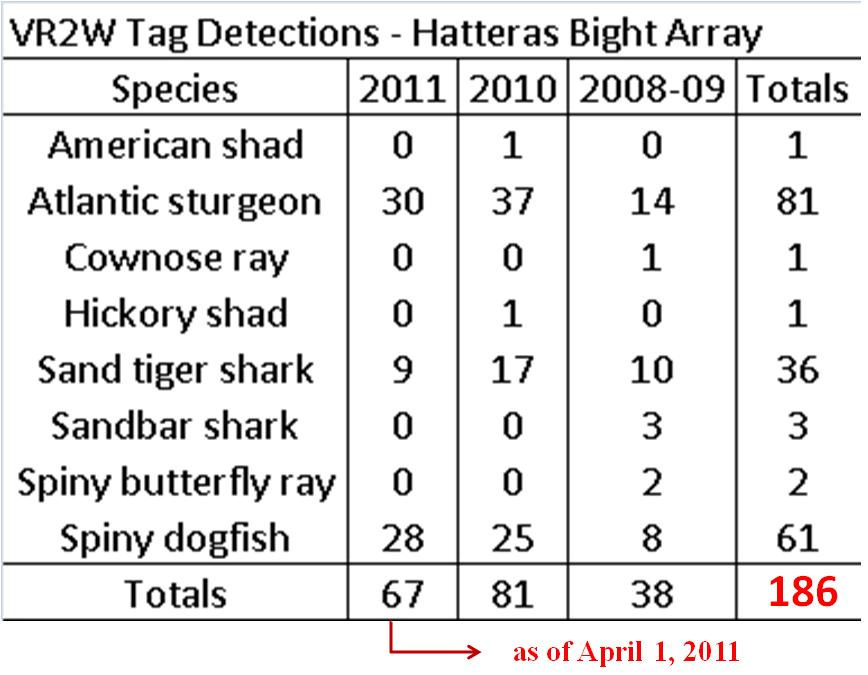 VR2W Tag Detections - Hatteras Bight Array
Species 2011 2010 2008-09 Totals
American shad 0 1 0 1
Atlantic sturgeon 30 37 14 81
Cownose ray 0 0 1 1
Hickory shad 0 1 0 1
Sand tiger shark 9 17 10 36
Sandbar shark 0 0 3 3
Spiny butterfly ray 0 0 2 2
Spiny dogfish 28 25 8 61
Totals 67 81 38 186
as of April 1, 2011